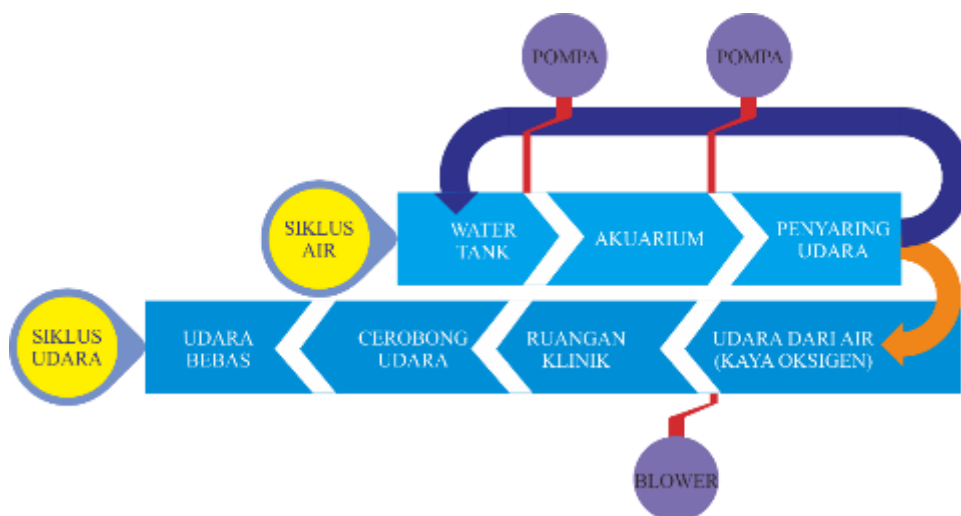 POMPA
POMPA
SIKLUS
AIR
WATER
TANK
AKUARIUM
PENYARING
UDARA
SIKLUS
UDARA
UDARA
BEBAS
CEROBONG
UDARA
RUANGAN
KLINIK
UDARA DARI AIR
(KAYA OKSIGEN)
BLOWER